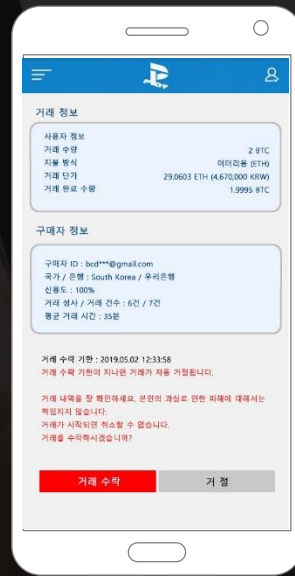 거래 정보
사용자 정보
거래 수량 2 BTC
지불 방식 이더리움 (ETH)
거래 단가 29.0603 ETH (4,670,000 KRW)
거래 완료 수량 1.9995 BTC
구매자 정보
구매자 ID : bcd***@gmail.com
국가 / 은행 : South Korea / 우리은행
신용도 : 100%
거래 성사 / 거래 건수 : 6건 / 7건
평균 거래 시간 : 35분
거래 수락 기한 : 2019.05.02 12:33:58
거래 수락 기한이 지나면 거래가 자동 거절됩니다.
거래 내역을 잘 확인하세요. 본인의 과실로 인한 피해에 대해서는
책임지지 않습니다.
거래가 시작되면 취소할 수 없습니다.
거래를 수락하시겠습니까?
거래 수락 거 절